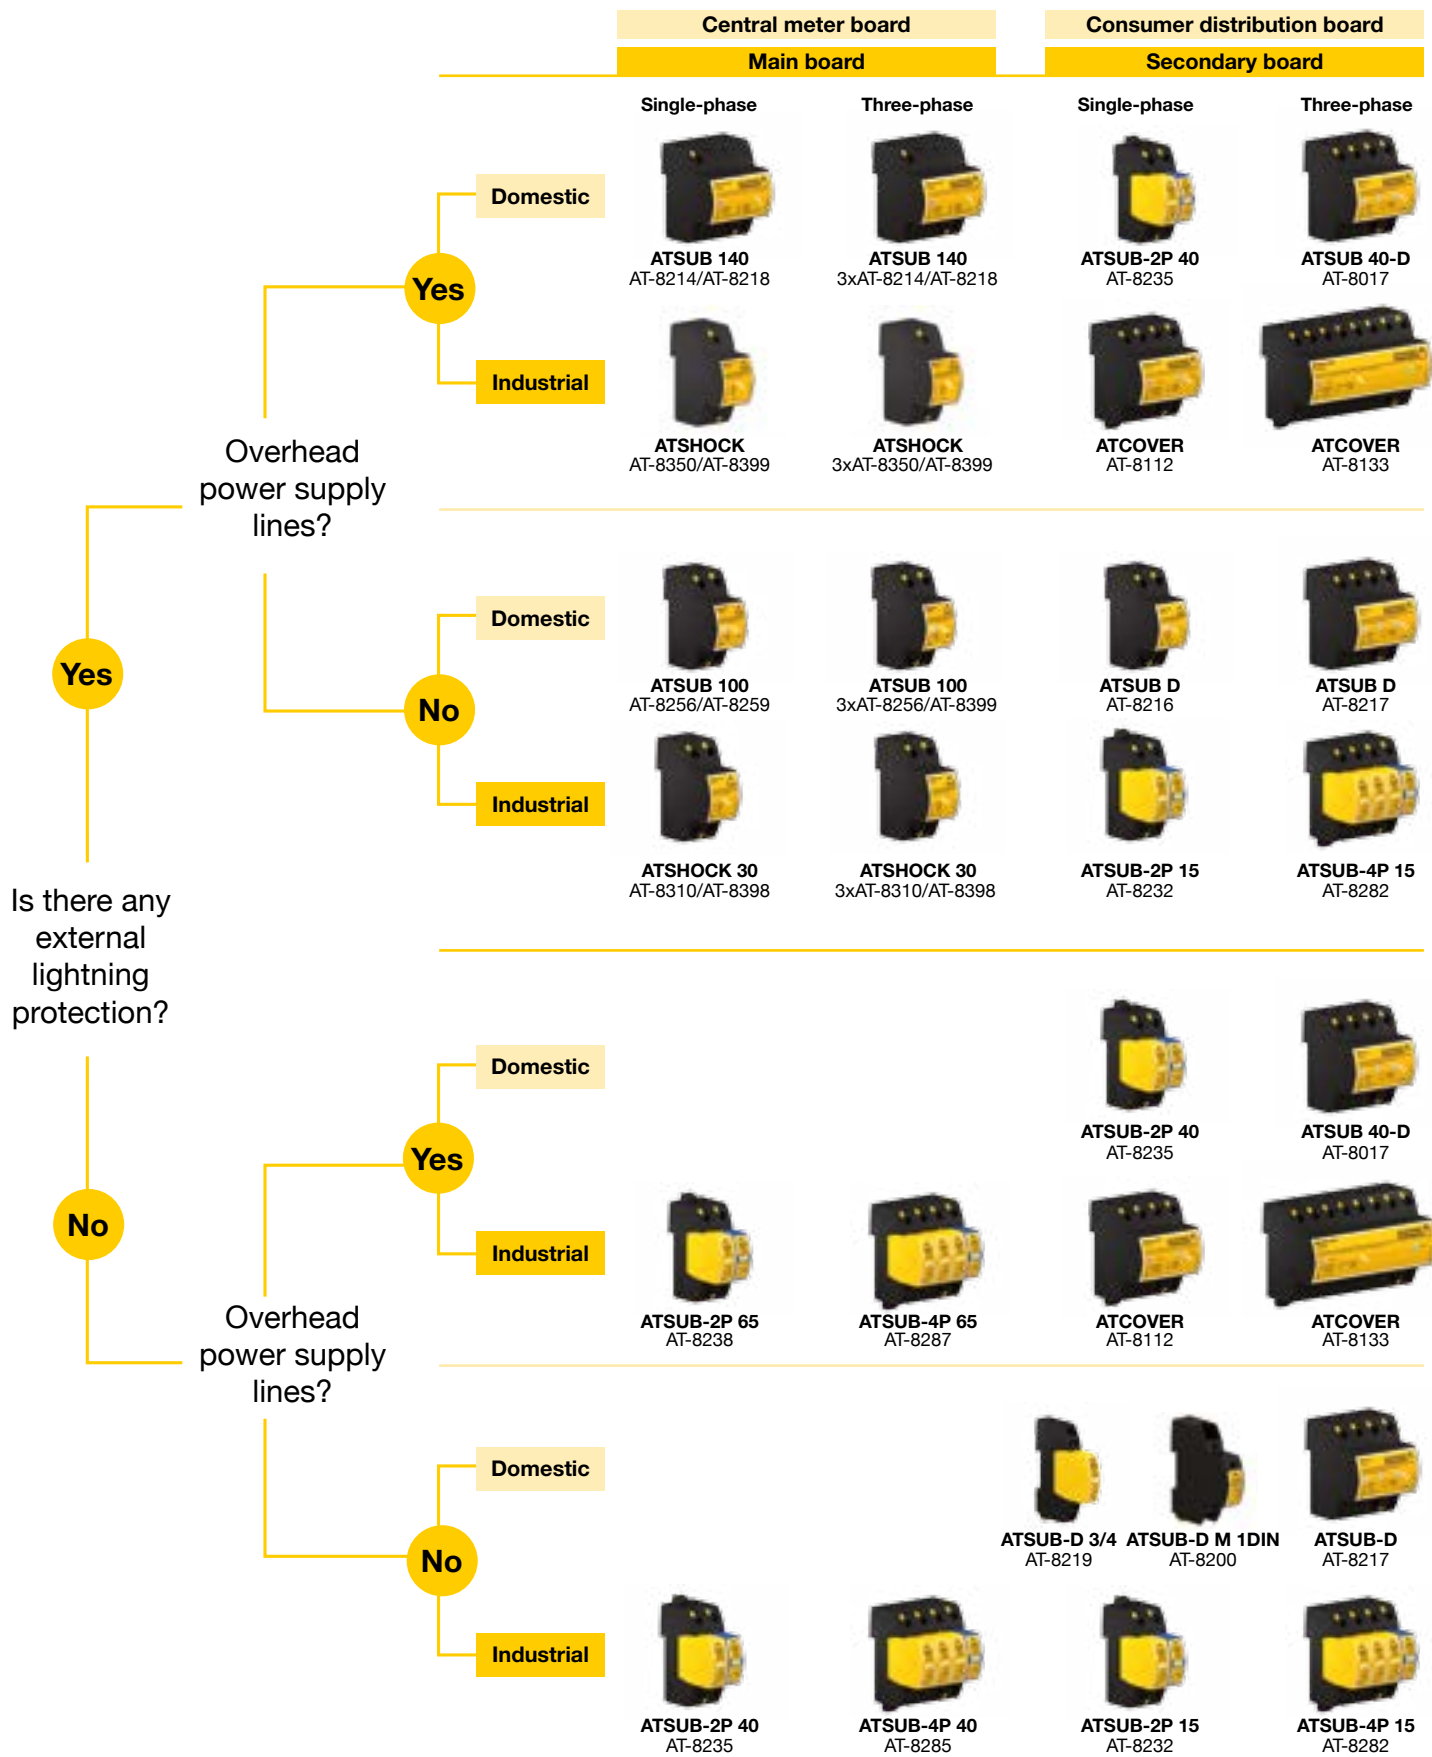 Central meter board
Consumer distribution board
Main board
Secondary board
Single-phase
Three-phase
Single-phase
Three-phase
Domestic
ATSUB 140
AT-8214/AT-8218
ATSUB 140
3xAT-8214/AT-8218
ATSUB-2P 40
AT-8235
ATSUB 40-D
AT-8017
Yes
Industrial
ATSHOCK
AT-8350/AT-8399
ATSHOCK
3xAT-8350/AT-8399
ATCOVER
AT-8112
ATCOVER
AT-8133
Overhead
power supply
lines?
Domestic
ATSUB 100
AT-8256/AT-8259
ATSUB 100
3xAT-8256/AT-8399
ATSUB D
AT-8216
ATSUB D
AT-8217
Yes
No
Industrial
ATSHOCK 30
AT-8310/AT-8398
ATSHOCK 30
3xAT-8310/AT-8398
ATSUB-2P 15
AT-8232
ATSUB-4P 15
AT-8282
Is there any
external
lightning
protection?
Domestic
ATSUB-2P 40
AT-8235
ATSUB 40-D
AT-8017
Yes
No
Industrial
ATSUB-2P 65
AT-8238
ATSUB-4P 65
AT-8287
ATCOVER
AT-8112
ATCOVER
AT-8133
Overhead
power supply
lines?
Domestic
ATSUB-D 3/4
AT-8219
ATSUB-D M 1DIN
AT-8200
ATSUB-D
AT-8217
No
Industrial
ATSUB-2P 40
AT-8235
ATSUB-4P 40
AT-8285
ATSUB-2P 15
AT-8232
ATSUB-4P 15
AT-8282